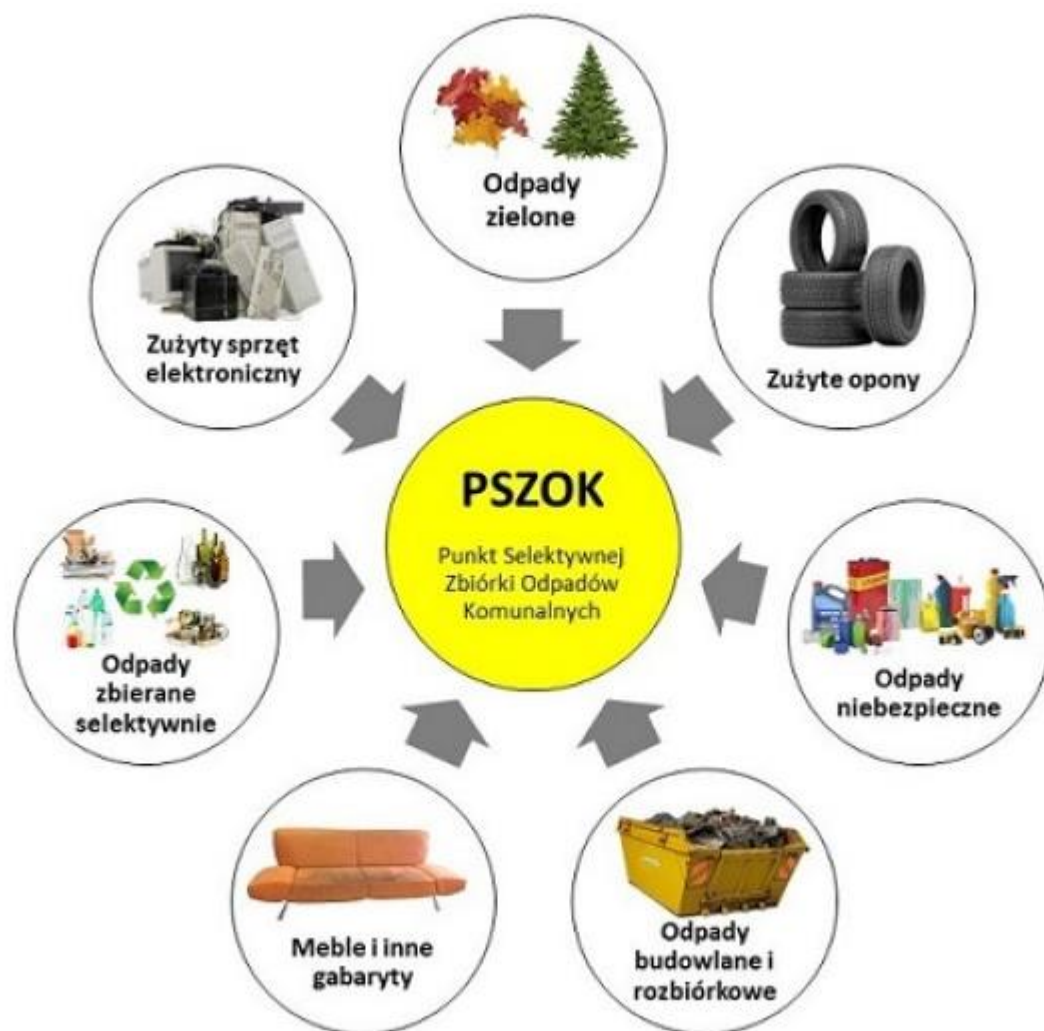 Odpady
zielone
Zużyty sprzęt
elektroniczny
Zużyte opony
PSZOK
Punkt Selektywnej
Zbiórki Odpadów
Komunalnych
Odpady
zbierane
selektywnie
Odpady
niebezpieczne
Meble i inne
gabaryty
Odpady
budowlane i
rozbiórkowe